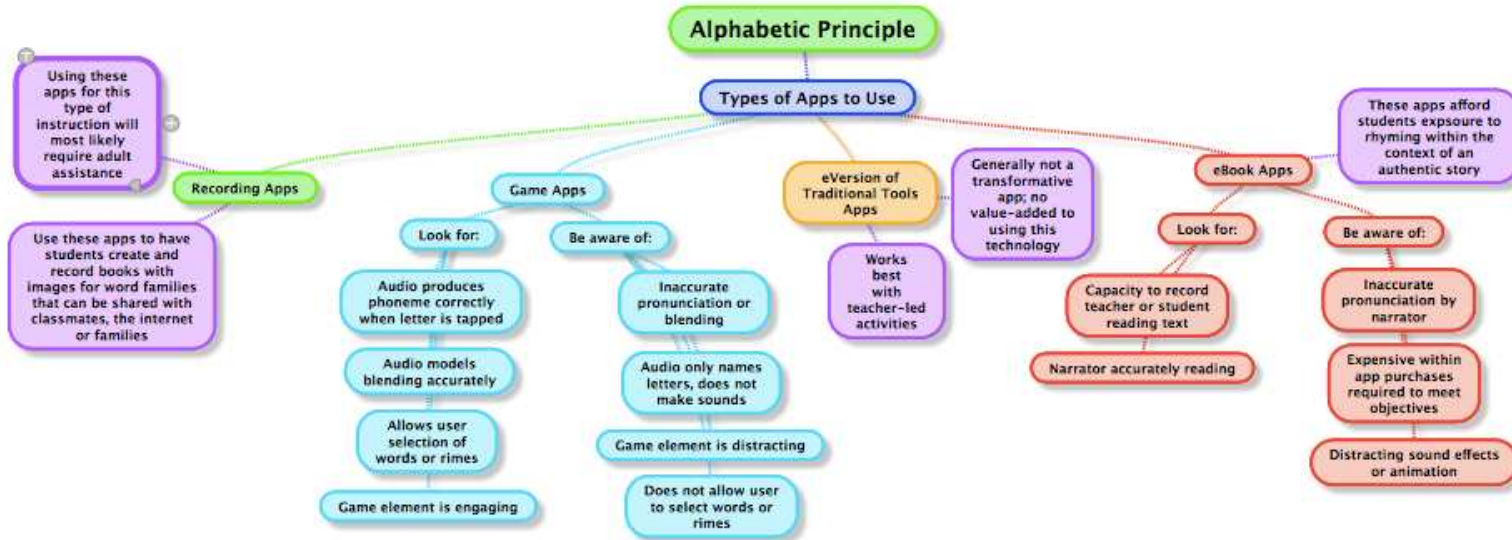 Alphabetic Principle
Types of Apps to Use
Using these
apps for this
type of
instruction will
most likely
require adult
assistance
Recording Apps
Use these apps to have
students create and
record books with
images for word families
that can be shared with
classmates, the internet
or families
Game Apps
Look for:
Audio produces
phoneme correctly
when letter is tapped
Audio models
blending accurately
Allows user
selection of
words or rimes
Game element is engaging
Be aware of:
Inaccurate
pronunciation or
blending
Audio only names
letters, does not
make sounds
Game element is distracting
Does not allow user
to select words or
rimes
eVersion of
Traditional Tools
Apps
Generally not a
transformative
app; no
value-added to
using this
technology
Works
best
with
teacher-led
activities
eBook Apps
These apps afford
students expsoure to
rhyming within the
context of an
authentic story
Look for:
Capacity to record
teacher or student
reading text
Narrator accurately reading
Be aware of:
Inaccurate
pronunciation by
narrator
Expensive within
app purchases
required to meet
objectives
Distracting sound effects
or animation